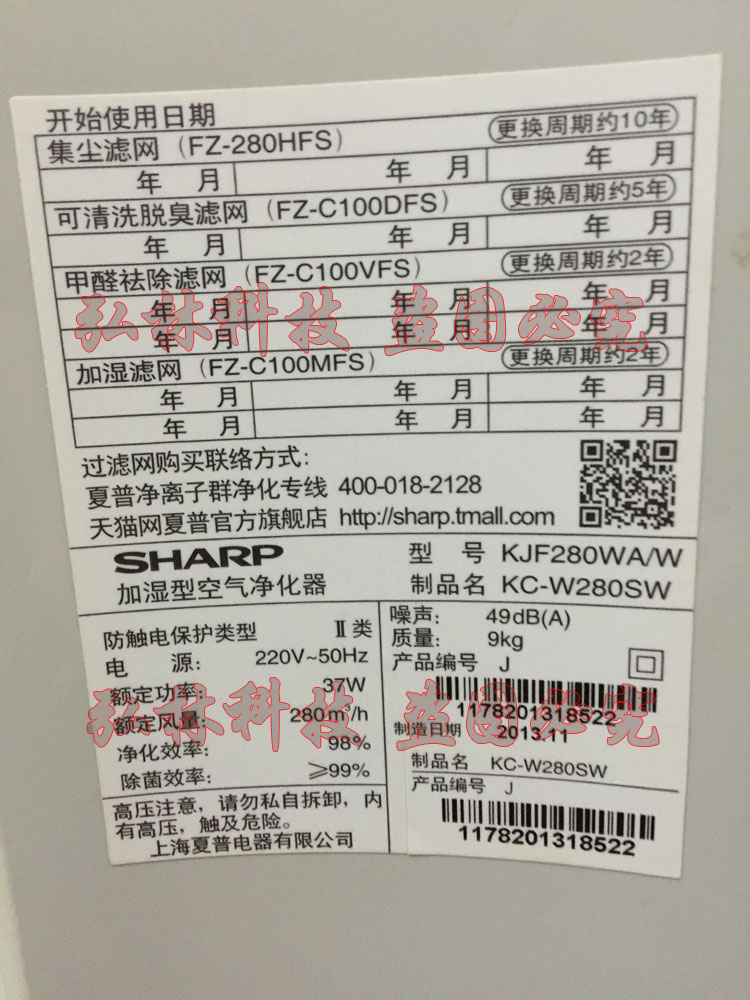 开始使用日期
集尘滤网（FZ-280HFS） 更换周期约10年
年 月 年 月 年 月
可清洗脱臭滤网（FZ-C100DFS） 更换周期约5年
年 月 年 月 年 月
甲醛祛除滤网（FZ-C100VFS） 更换周期约2年
年 月 年 月 年 月
弘林科技 盗图必究
年 月 年 月 年 月
加湿滤网（FZ-C100MFS） 更换周期约2年
年 月 年 月 年 月
年 月 年 月 年 月
过滤网购买联络方式：
夏普净离子群净化专线 400-018-2128
天猫网夏普官方旗舰店 http://sharp.tmall.com
SHARP 型 号 KJF280WA/W
加湿型空气净化器 制品名 KC-W280SW
防触电保护类型 Ⅱ类
电 源： 220V~50Hz
额定功率： 37W
额定风量： 280m³/h
净化效率： 98%
除菌效率： ≥99%
高压注意，请勿私自拆卸，内
有高压，触及危险。
上海夏普电器有限公司
噪声： 49dB(A)
质量： 9kg
产品编号 J
1178201318522
弘林科技 盗图必究
制造日期 2013.11
制品名 KC-W280SW
产品编号 J
1178201318522